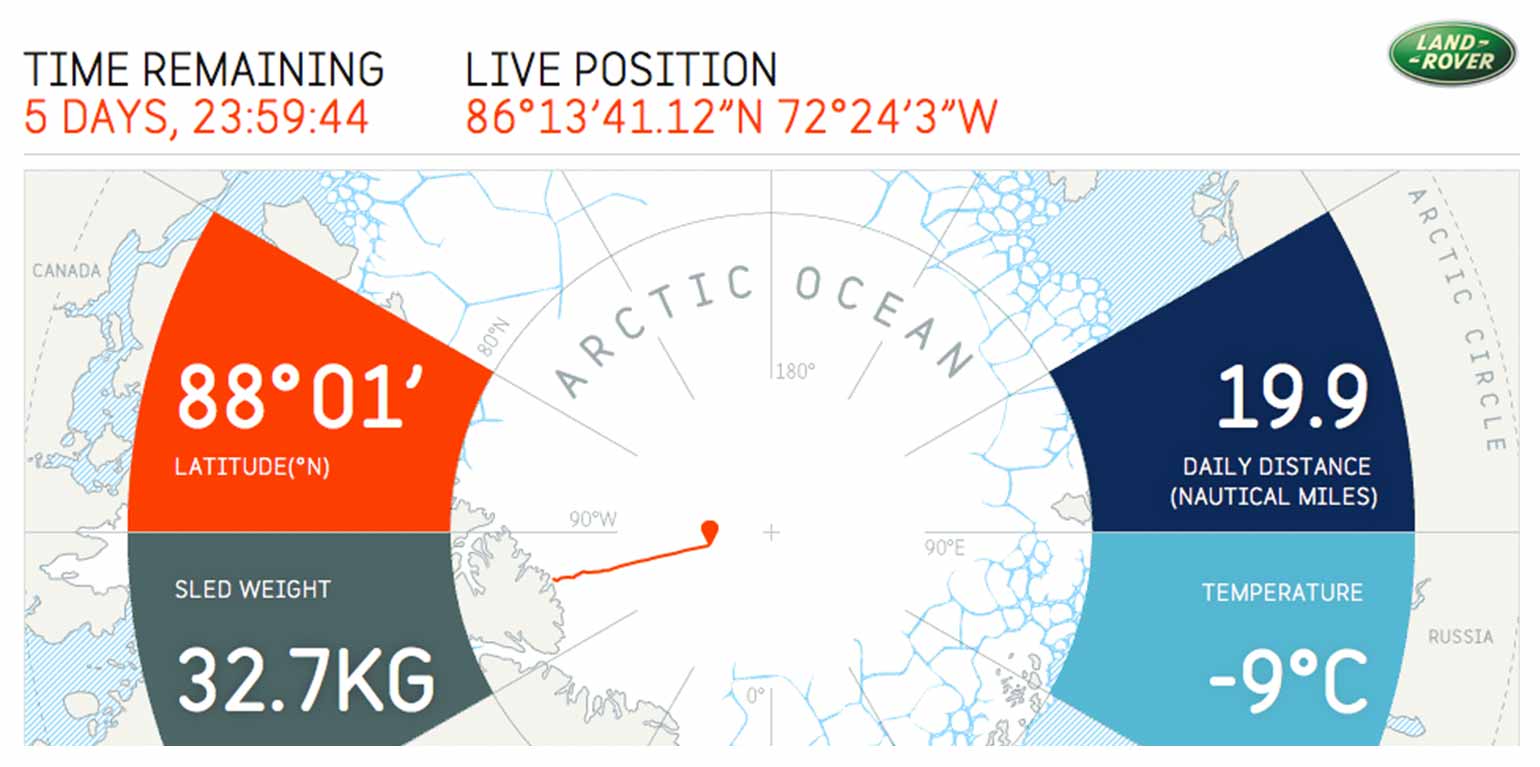 TIME REMAINING
5 DAYS, 23:59:44
LIVE POSITION
86°13’41.12”N 72°24’3”W
LAND-
-ROVER
CANADA
88°01’
LATITUDE(°N)
80°N
ARCTIC OCEAN
180°
90°W
90°E
19.9
DAILY DISTANCE
(NAUTICAL MILES)
ARCTIC CIRCLE
SLED WEIGHT
32.7KG
0°
TEMPERATURE
-9°C
RUSSIA